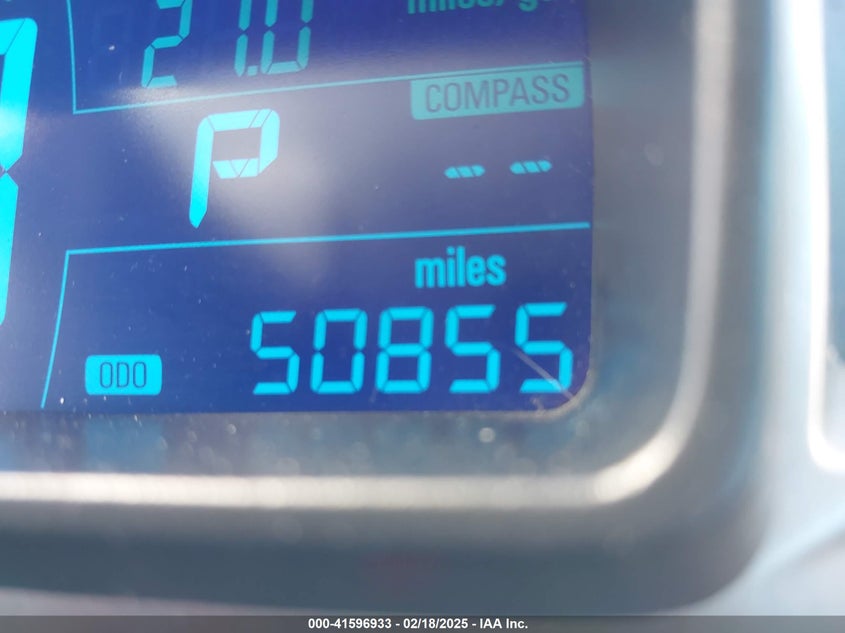 21.0
COMPASS
P
--
miles
ODO 50855
000-41596933 - 02/18/2025 - IAA Inc.